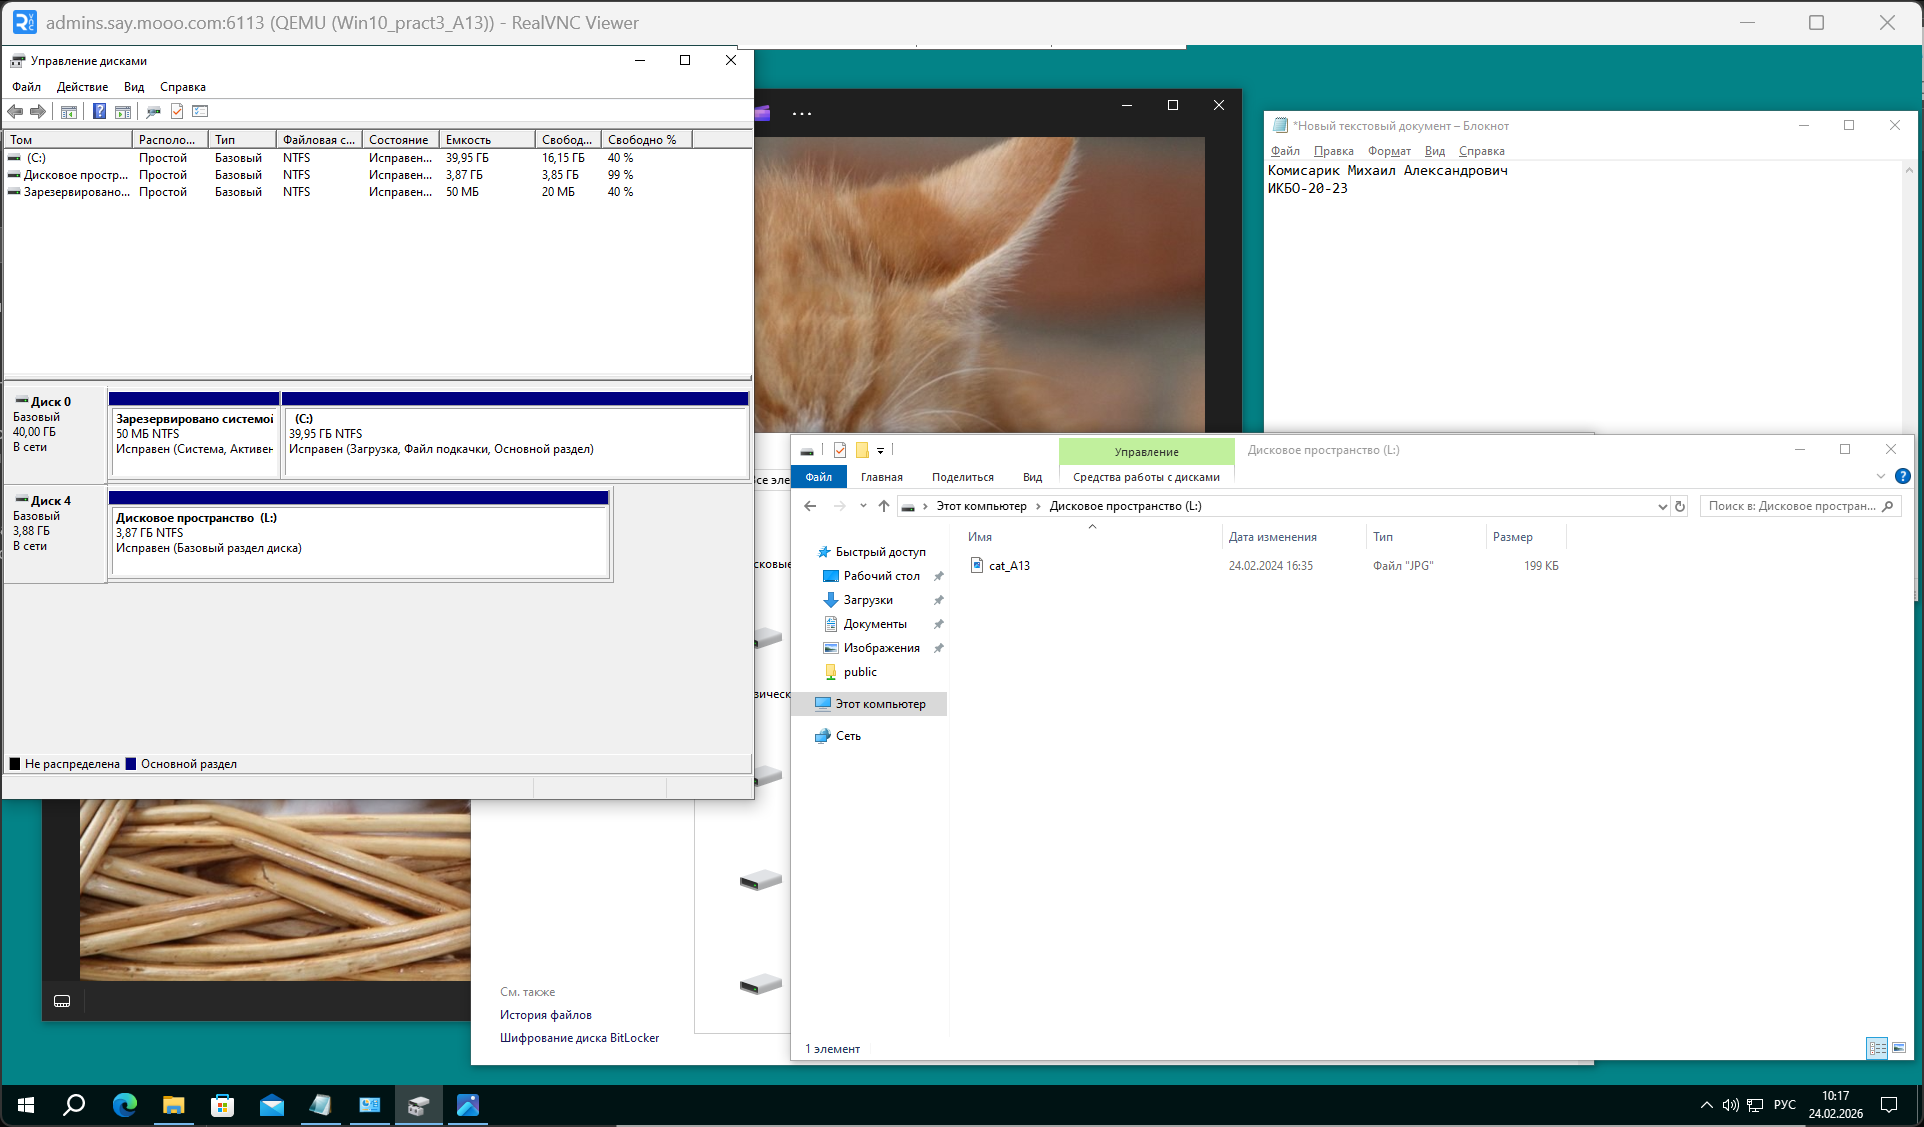 admins.say.mooo.com:6113 (QEMU (Win10_pract3_A13)) - RealVNC Viewer
Управление дисками
Файл Действие Вид Справка
Том Располо... Тип Файловая с... Состояние Емкость Свобод... Свободно %
(C:) Простой Базовый NTFS Исправен... 39,95 ГБ 16,15 ГБ 40 %
Дисковое простр... Простой Базовый NTFS Исправен... 3,87 ГБ 3,85 ГБ 99 %
Зарезервировано... Простой Базовый NTFS Исправен... 50 МБ 20 МБ 40 %
Диск 0
Базовый
40,00 ГБ
В сети
Зарезервировано системой
50 МБ NTFS
Исправен (Система, Активен
(C:)
39,95 ГБ NTFS
Исправен (Загрузка, Файл подкачки, Основной раздел)
Диск 4
Базовый
3,88 ГБ
В сети
Дисковое пространство (L:)
3,87 ГБ NTFS
Исправен (Базовый раздел диска)
Не распределена Основной раздел
*Новый текстовый документ – Блокнот
Файл Правка Формат Вид Справка
Комисарик Михаил Александрович
ИКБО-20-23
Управление Дисковое пространство (L:)
Файл Главная Поделиться Вид Средства работы с дисками
Этот компьютер Дисковое пространство (L:) Поиск в: Дисковое простран...
Имя Дата изменения Тип Размер
cat_A13 24.02.2024 16:35 Файл "JPG" 199 КБ
Быстрый доступ
Рабочий стол
Загрузки
Документы
Изображения
public
Этот компьютер
Сеть
1 элемент
См. также
История файлов
Шифрование диска BitLocker
РУС
10:17
24.02.2026